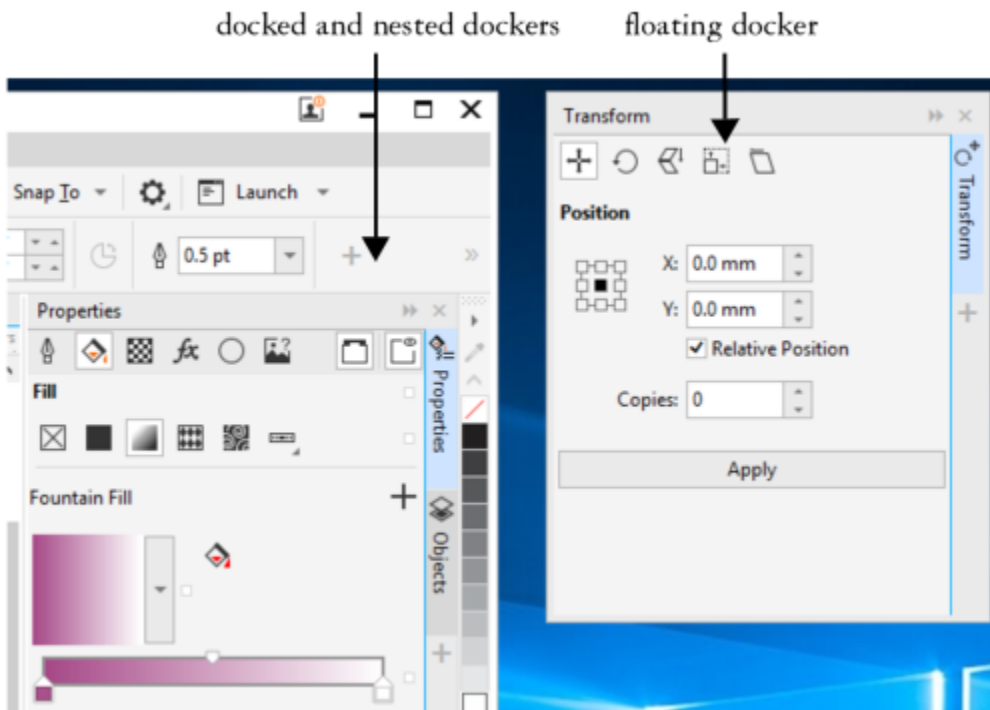 docked and nested dockers
floating docker
Snap To
Launch
0.5 pt
Properties
fx
Fill
Fountain Fill
Properties
Objects
Transform
Position
X: 0.0 mm
Y: 0.0 mm
Relative Position
Copies: 0
Apply
Transform